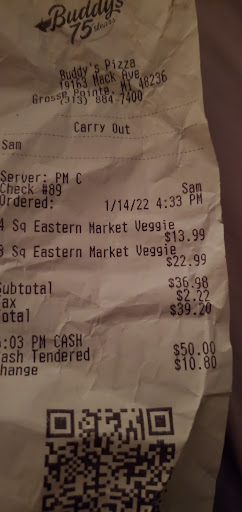 Buddy's
75 years
Buddy's Pizza
19163 Mack Ave
Grosse Pointe, MI 48236
(313) 884-7400
Carry Out
Sam
Server: PM C
Check #89 Sam
Ordered: 1/14/22 4:33 PM
4 Sq Eastern Market Veggie
$13.99
8 Sq Eastern Market Veggie
$22.99
Subtotal $36.98
Tax $2.22
Total $39.20
:03 PM CASH
Cash Tendered $50.00
Change $10.80